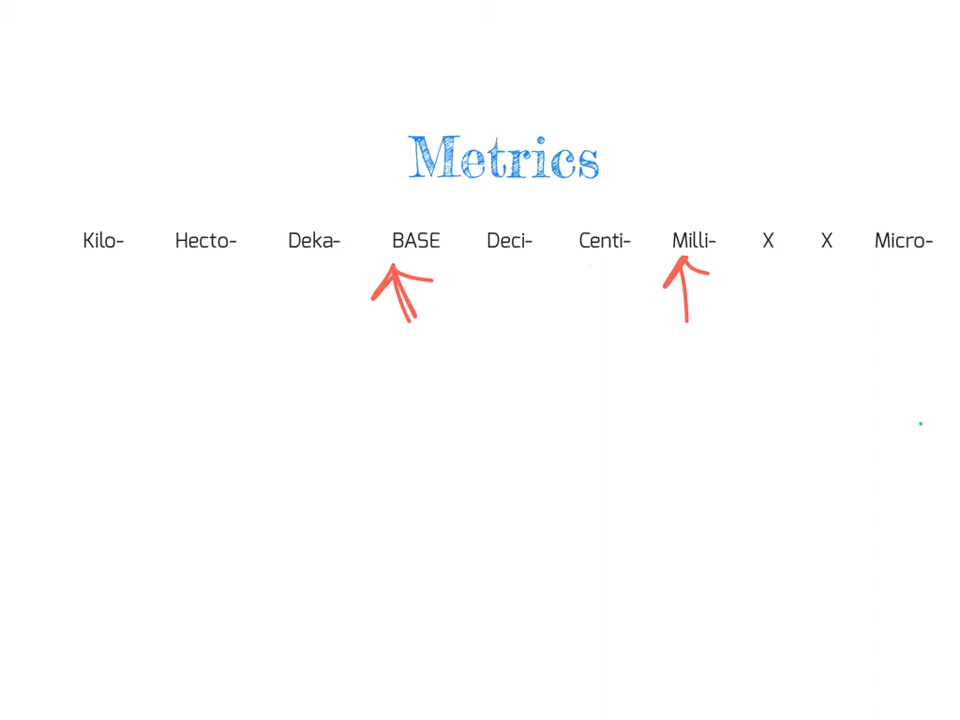 Metrics
Kilo- Hecto- Deka- BASE Deci- Centi- Milli- X X Micro-